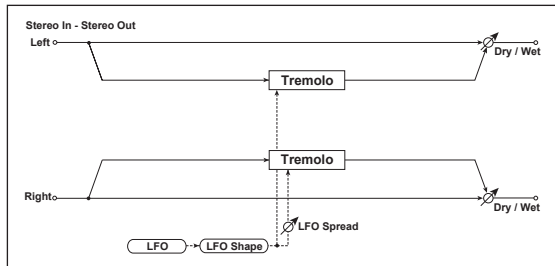 Stereo In - Stereo Out
Left
Dry / Wet
Tremolo
Tremolo
Right
Dry / Wet
LFO Spread
LFO
LFO Shape